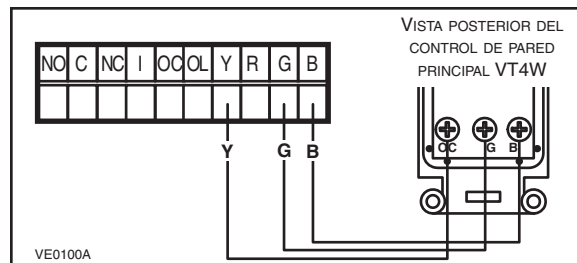 VISTA POSTERIOR DEL
CONTROL DE PARED
PRINCIPAL VT4W
NO C NC I OC OL Y R G B
OC G B
Y G B
VE0100A